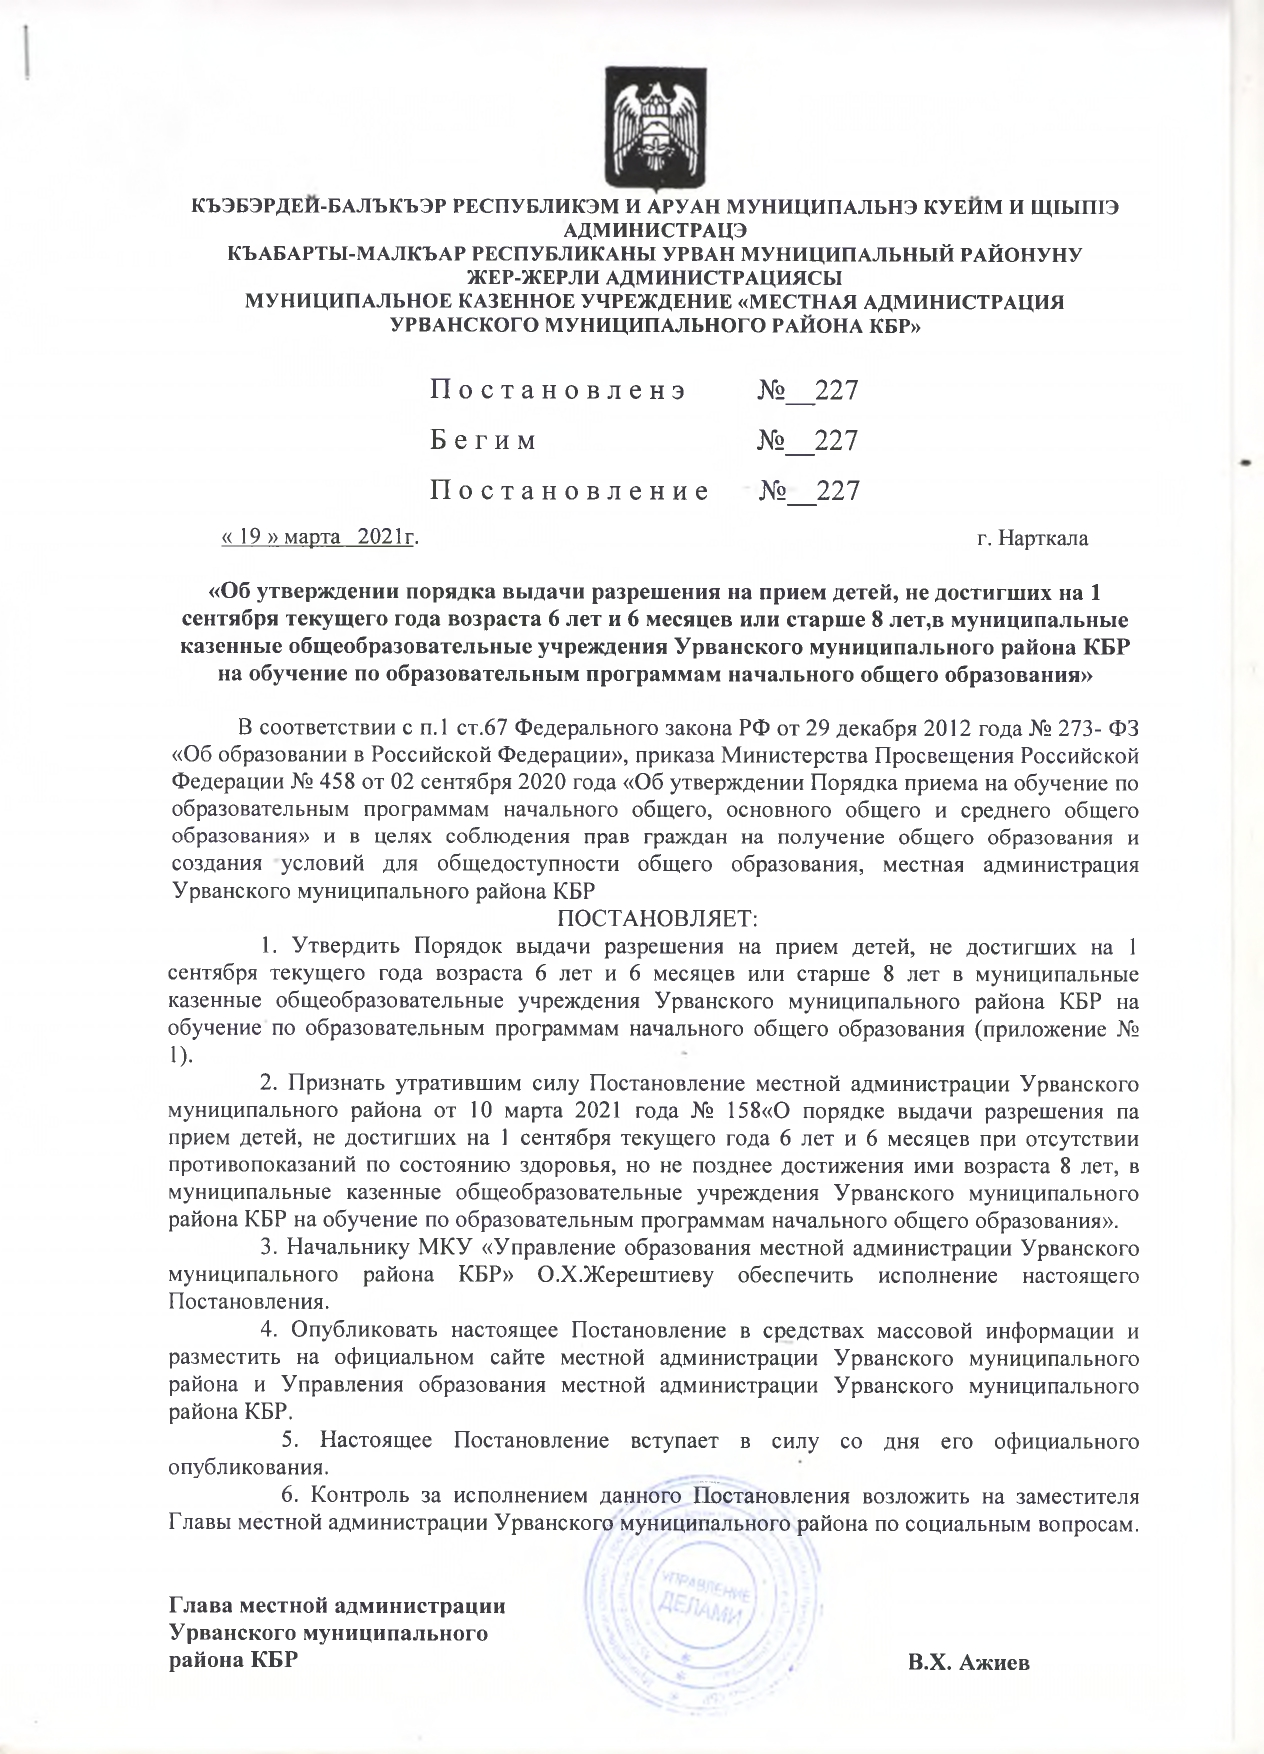 КЪЭБЭРДЕЙ-БАЛЪКЪЭР РЕСПУБЛИКЭМ И АРУАН МУНИЦИПАЛЬНЭ КУЕЙМ И ЩIЫПIЭ
АДМИНИСТРАЦЭ
КЪАБАРТЫ-МАЛКЪАР РЕСПУБЛИКАНЫ УРВАН МУНИЦИПАЛЬНЫЙ РАЙОНУНУ
ЖЕР-ЖЕРЛИ АДМИНИСТРАЦИЯСЫ
МУНИЦИПАЛЬНОЕ КАЗЕННОЕ УЧРЕЖДЕНИЕ «МЕСТНАЯ АДМИНИСТРАЦИЯ
УРВАНСКОГО МУНИЦИПАЛЬНОГО РАЙОНА КБР»
Постановленэ №__227
Бегим №__227
Постановление №__227
« 19 » марта 2021г. г. Нарткала
«Об утверждении порядка выдачи разрешения на прием детей, не достигших на 1
сентября текущего года возраста 6 лет и 6 месяцев или старше 8 лет,в муниципальные
казенные общеобразовательные учреждения Урванского муниципального района КБР
на обучение по образовательным программам начального общего образования»
В соответствии с п.1 ст.67 Федерального закона РФ от 29 декабря 2012 года № 273- ФЗ
«Об образовании в Российской Федерации», приказа Министерства Просвещения Российской
Федерации № 458 от 02 сентября 2020 года «Об утверждении Порядка приема на обучение по
образовательным программам начального общего, основного общего и среднего общего
образования» и в целях соблюдения прав граждан на получение общего образования и
создания условий для общедоступности общего образования, местная администрация
Урванского муниципального района КБР
ПОСТАНОВЛЯЕТ:
1. Утвердить Порядок выдачи разрешения на прием детей, не достигших на 1
сентября текущего года возраста 6 лет и 6 месяцев или старше 8 лет в муниципальные
казенные общеобразовательные учреждения Урванского муниципального района КБР на
обучение по образовательным программам начального общего образования (приложение №
1).
2. Признать утратившим силу Постановление местной администрации Урванского
муниципального района от 10 марта 2021 года № 158«О порядке выдачи разрешения па
прием детей, не достигших на 1 сентября текущего года 6 лет и 6 месяцев при отсутствии
противопоказаний по состоянию здоровья, но не позднее достижения ими возраста 8 лет, в
муниципальные казенные общеобразовательные учреждения Урванского муниципального
района КБР на обучение по образовательным программам начального общего образования».
3. Начальнику МКУ «Управление образования местной администрации Урванского
муниципального района КБР» О.Х.Жерештиеву обеспечить исполнение настоящего
Постановления.
4. Опубликовать настоящее Постановление в средствах массовой информации и
разместить на официальном сайте местной администрации Урванского муниципального
района и Управления образования местной администрации Урванского муниципального
района КБР.
5. Настоящее Постановление вступает в силу со дня его официального
опубликования.
6. Контроль за исполнением данного Постановления возложить на заместителя
Главы местной администрации Урванского муниципального района по социальным вопросам.
УПРАВЛЕНИЕ
ДЕЛАМИ
Глава местной администрации
Урванского муниципального
района КБР В.Х. Ажиев